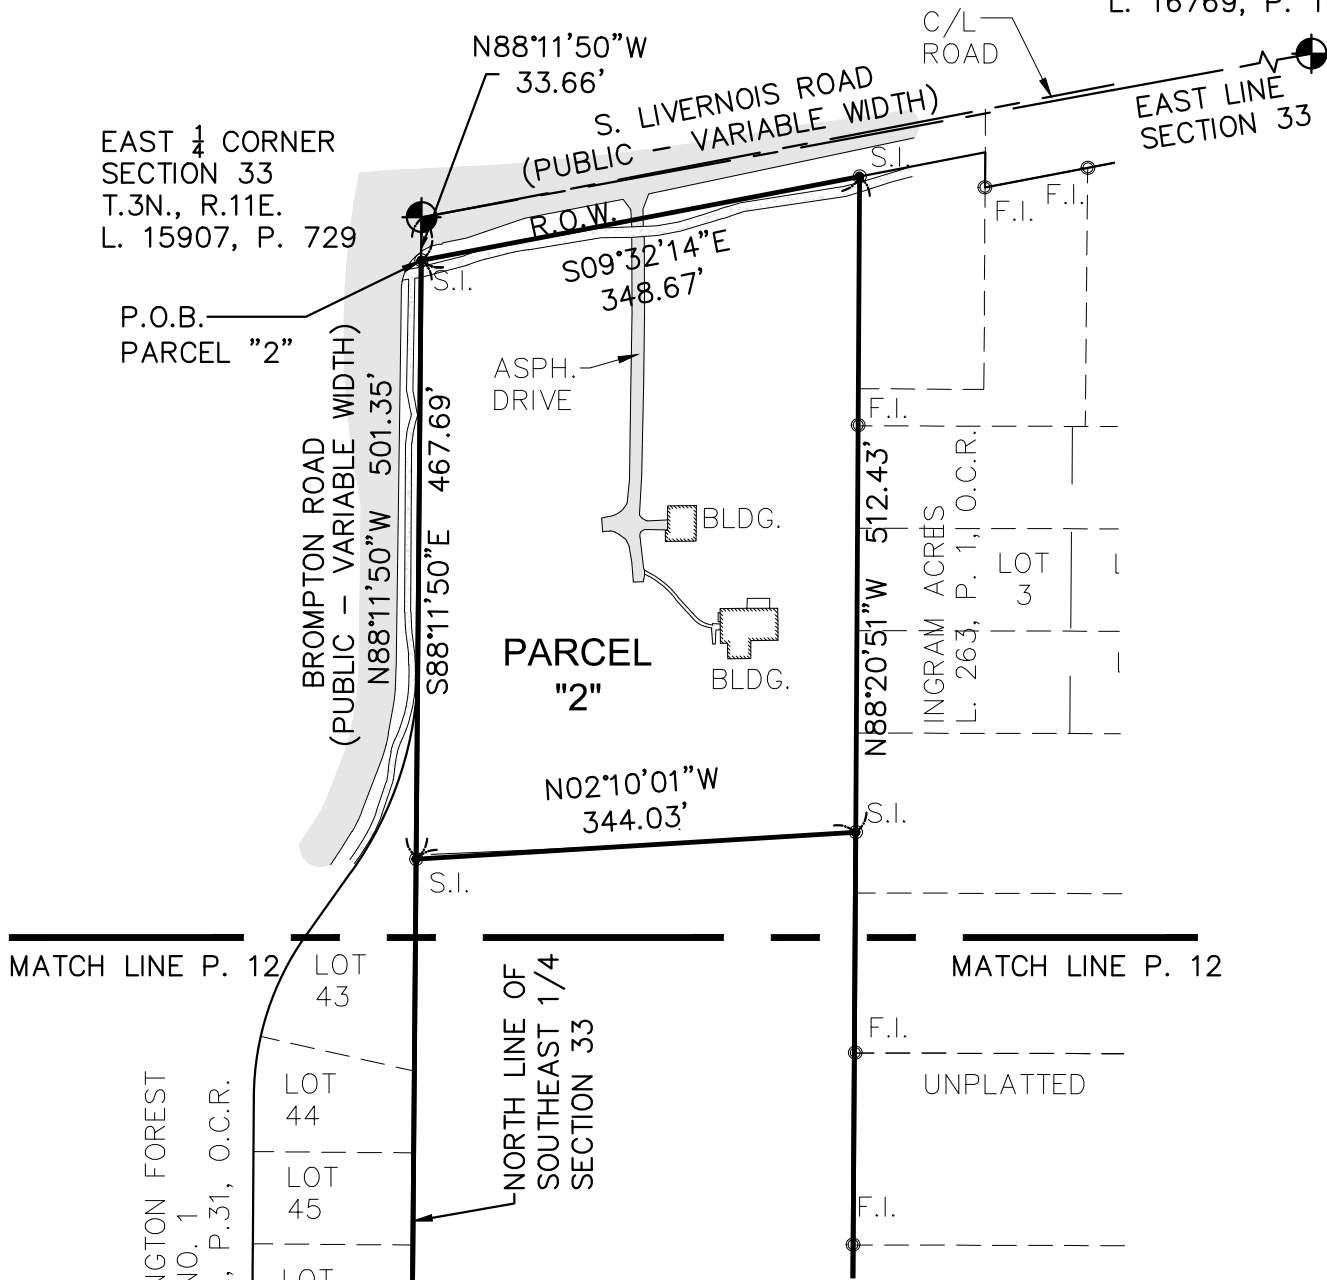 L. 16769, P. 1
C/L
ROAD
N88°11'50"W
33.66'
S. LIVERNOIS ROAD
(PUBLIC - VARIABLE WIDTH)
EAST LINE
SECTION 33
EAST 1/4 CORNER
SECTION 33
T.3N., R.11E.
L. 15907, P. 729
S.I.
F.I.
F.I.
R.O.W.
S09°32'14"E
348.67'
S.I.
P.O.B.
PARCEL "2"
ASPH.
DRIVE
F.I.
BROMPTON ROAD
(PUBLIC - VARIABLE WIDTH)
N88°11'50"W 501.35'
S88°11'50"E 467.69'
N88°20'51"W 512.43'
INGRAM ACRES
L. 263, P. 1, O.C.R.
BLDG.
LOT
3
PARCEL
"2"
BLDG.
N02°10'01"W
344.03'
S.I.
S.I.
MATCH LINE P. 12
MATCH LINE P. 12
LOT
43
NORTH LINE OF
SOUTHEAST 1/4
SECTION 33
F.I.
UNPLATTED
LOT
44
LOT
45
F.I.
NGTON FOREST
NO. 1
, P.31, O.C.R.
LOT